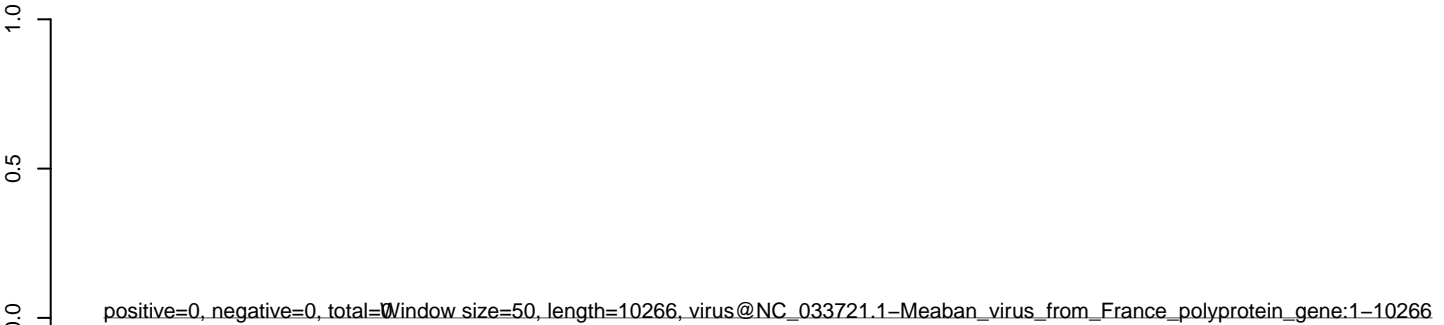 1.0
0.5
0.0
positive=0, negative=0, total=0
Window size=50, length=10266, virus@NC_033721.1−Meaban_virus_from_France_polyprotein_gene:1−10266